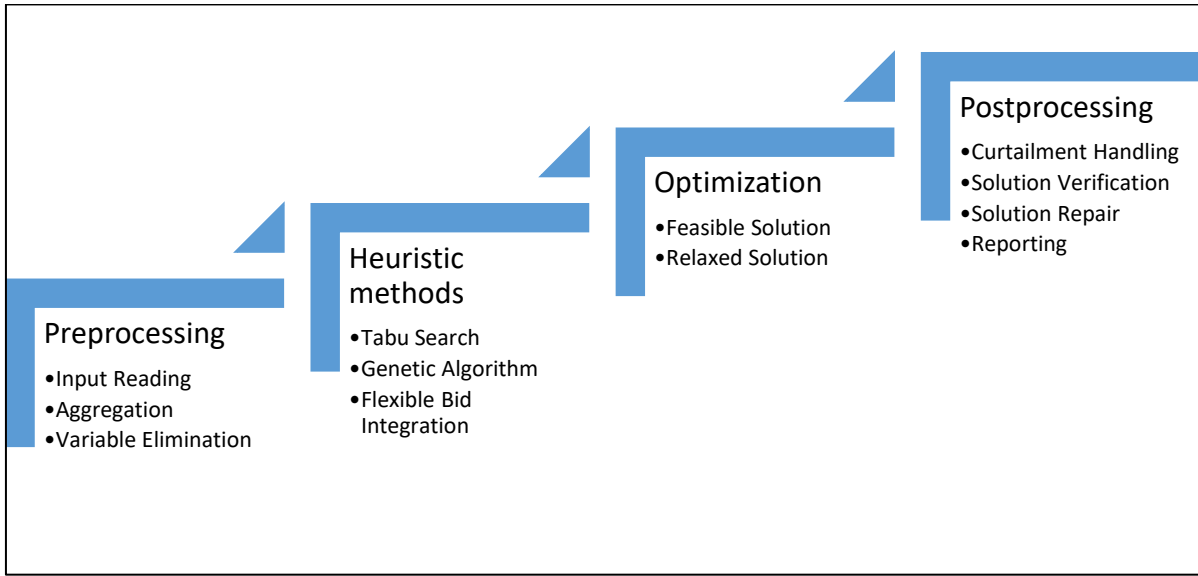 Preprocessing
•Input Reading
•Aggregation
•Variable Elimination
Heuristic
methods
•Tabu Search
•Genetic Algorithm
•Flexible Bid
Integration
Optimization
•Feasible Solution
•Relaxed Solution
Postprocessing
•Curtailment Handling
•Solution Verification
•Solution Repair
•Reporting